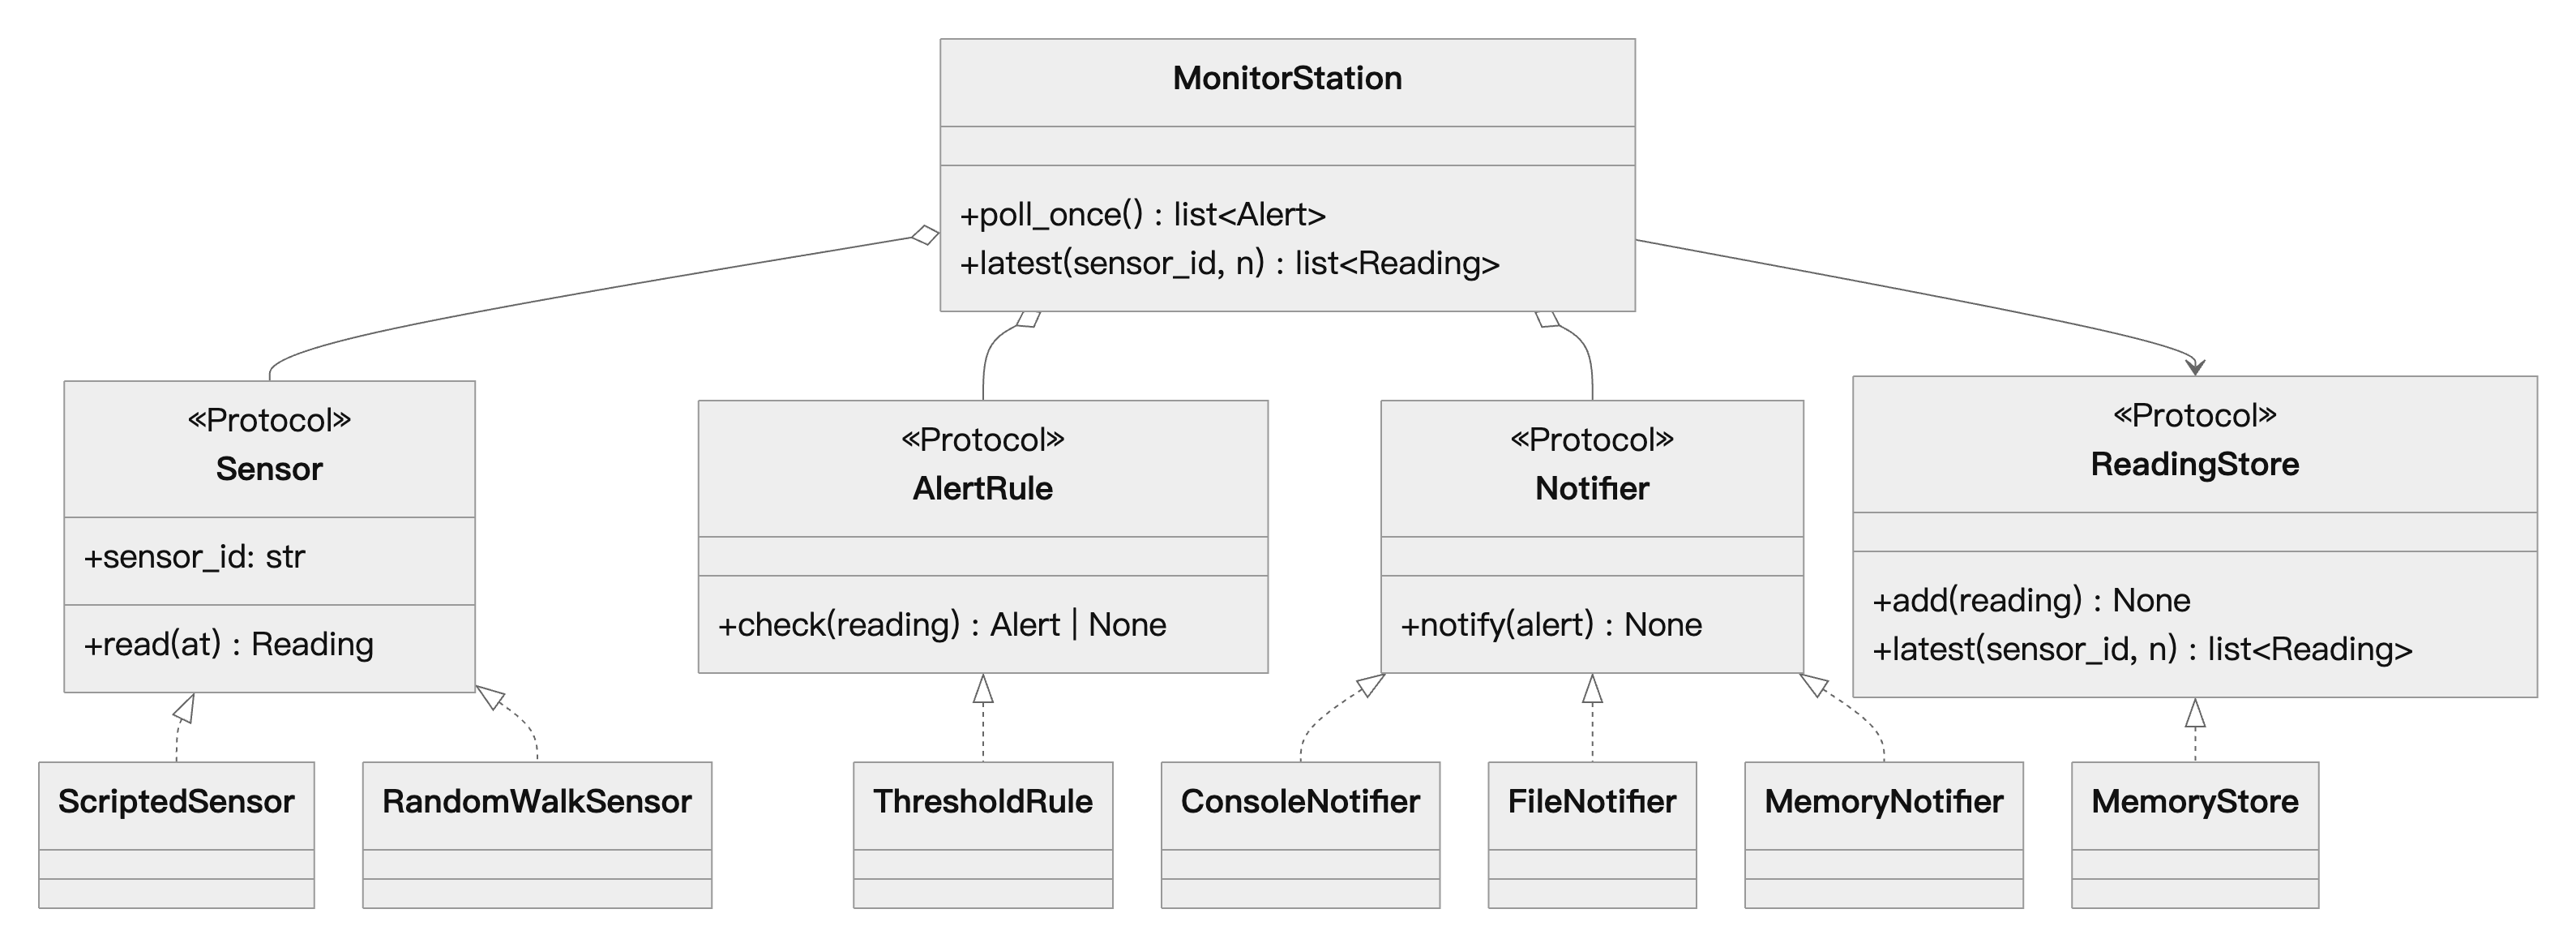 MonitorStation
+poll_once() : list<Alert>
+latest(sensor_id, n) : list<Reading>
«Protocol»
Sensor
+sensor_id: str
+read(at) : Reading
«Protocol»
AlertRule
+check(reading) : Alert | None
«Protocol»
Notifier
+notify(alert) : None
«Protocol»
ReadingStore
+add(reading) : None
+latest(sensor_id, n) : list<Reading>
ScriptedSensor
RandomWalkSensor
ThresholdRule
ConsoleNotifier
FileNotifier
MemoryNotifier
MemoryStore